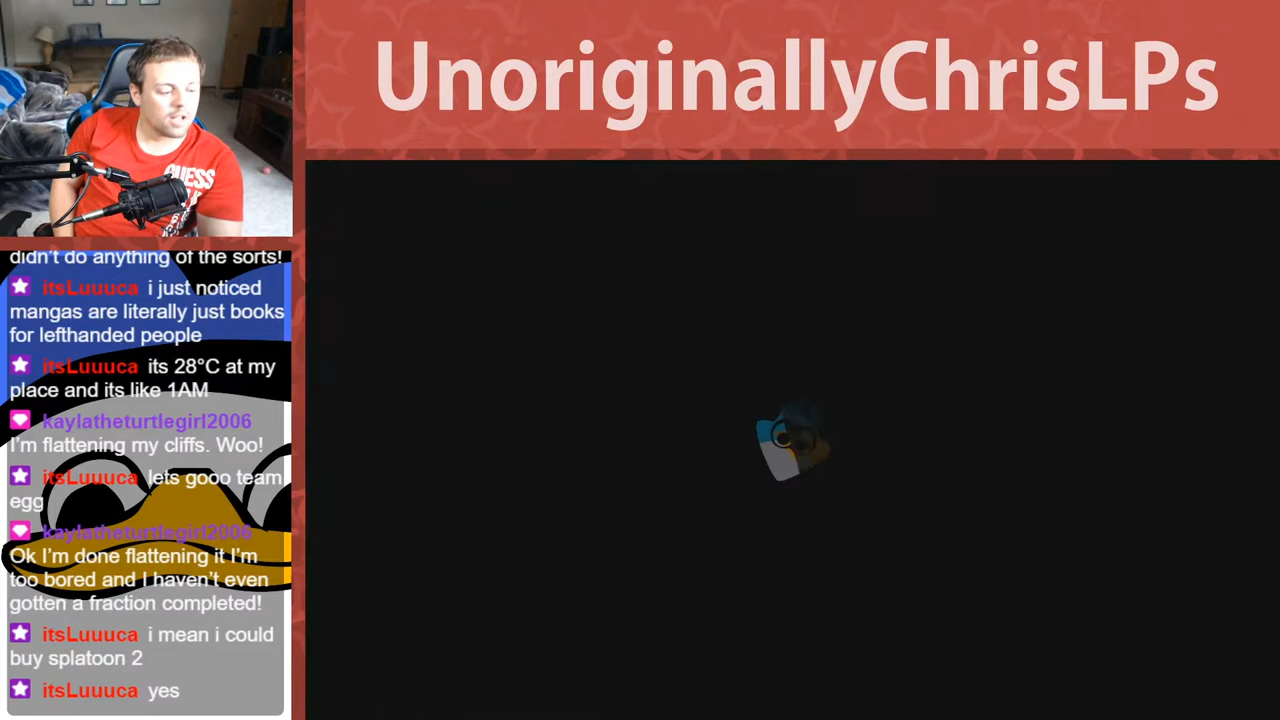 UnoriginallyChrisLPs
GUESS
didn't do anything of the sorts!
itsLuuuca i just noticed
mangas are literally just books
for lefthanded people
itsLuuuca its 28°C at my
place and its like 1AM
kaylatheturtlegirl2006
I'm flattening my cliffs. Woo!
itsLuuuca lets gooo team
egg
kaylatheturtlegirl2006
Ok I'm done flattening it I'm
too bored and I haven't even
gotten a fraction completed!
itsLuuuca i mean i could
buy splatoon 2
itsLuuuca yes